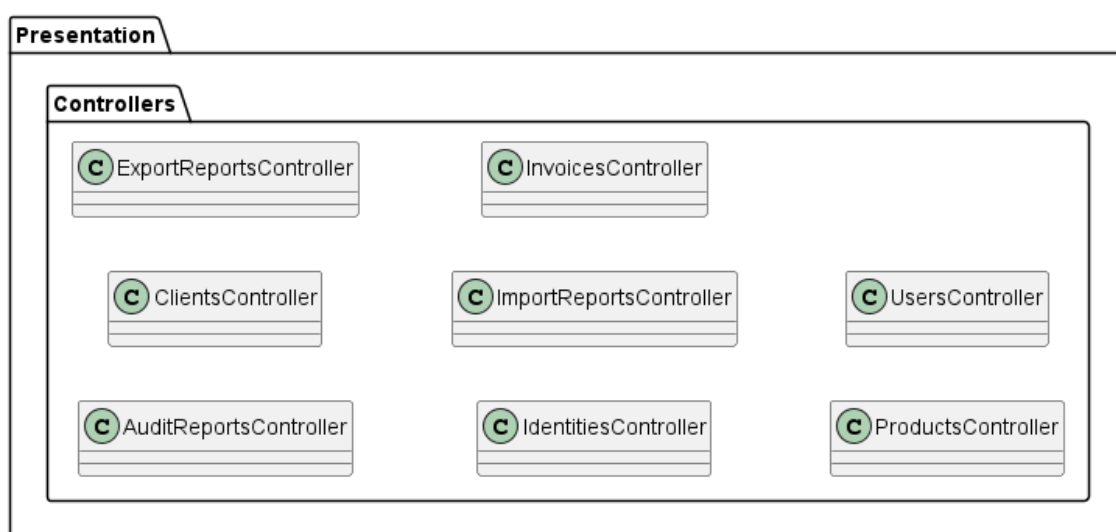 Presentation
Controllers
C ExportReportsController
C InvoicesController
C ClientsController
C ImportReportsController
C UsersController
C AuditReportsController
C IdentitiesController
C ProductsController